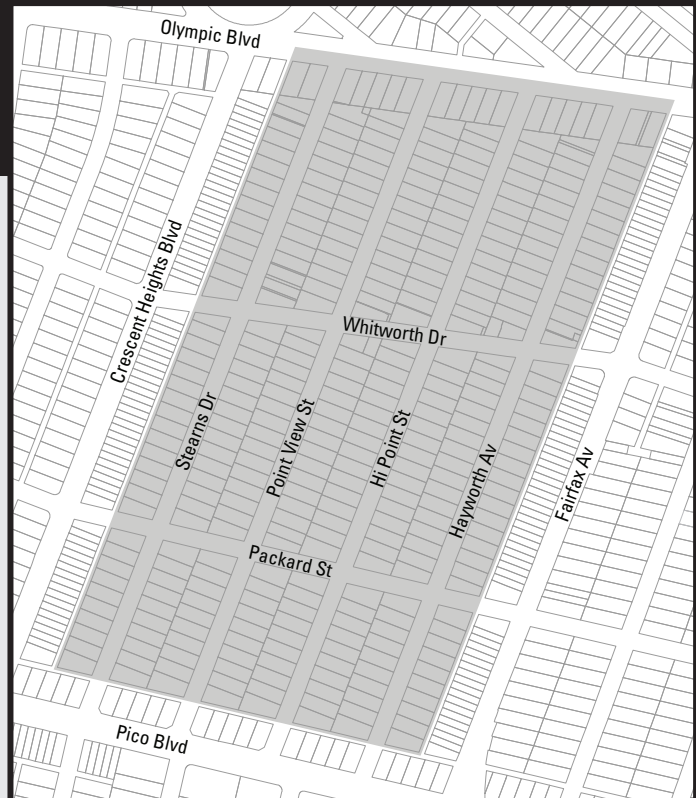 Olympic Blvd
Crescent Heights Blvd
Whitworth Dr
Stearns Dr
Point View St
Hi Point St
Hayworth Av
Fairfax Av
Packard St
Pico Blvd